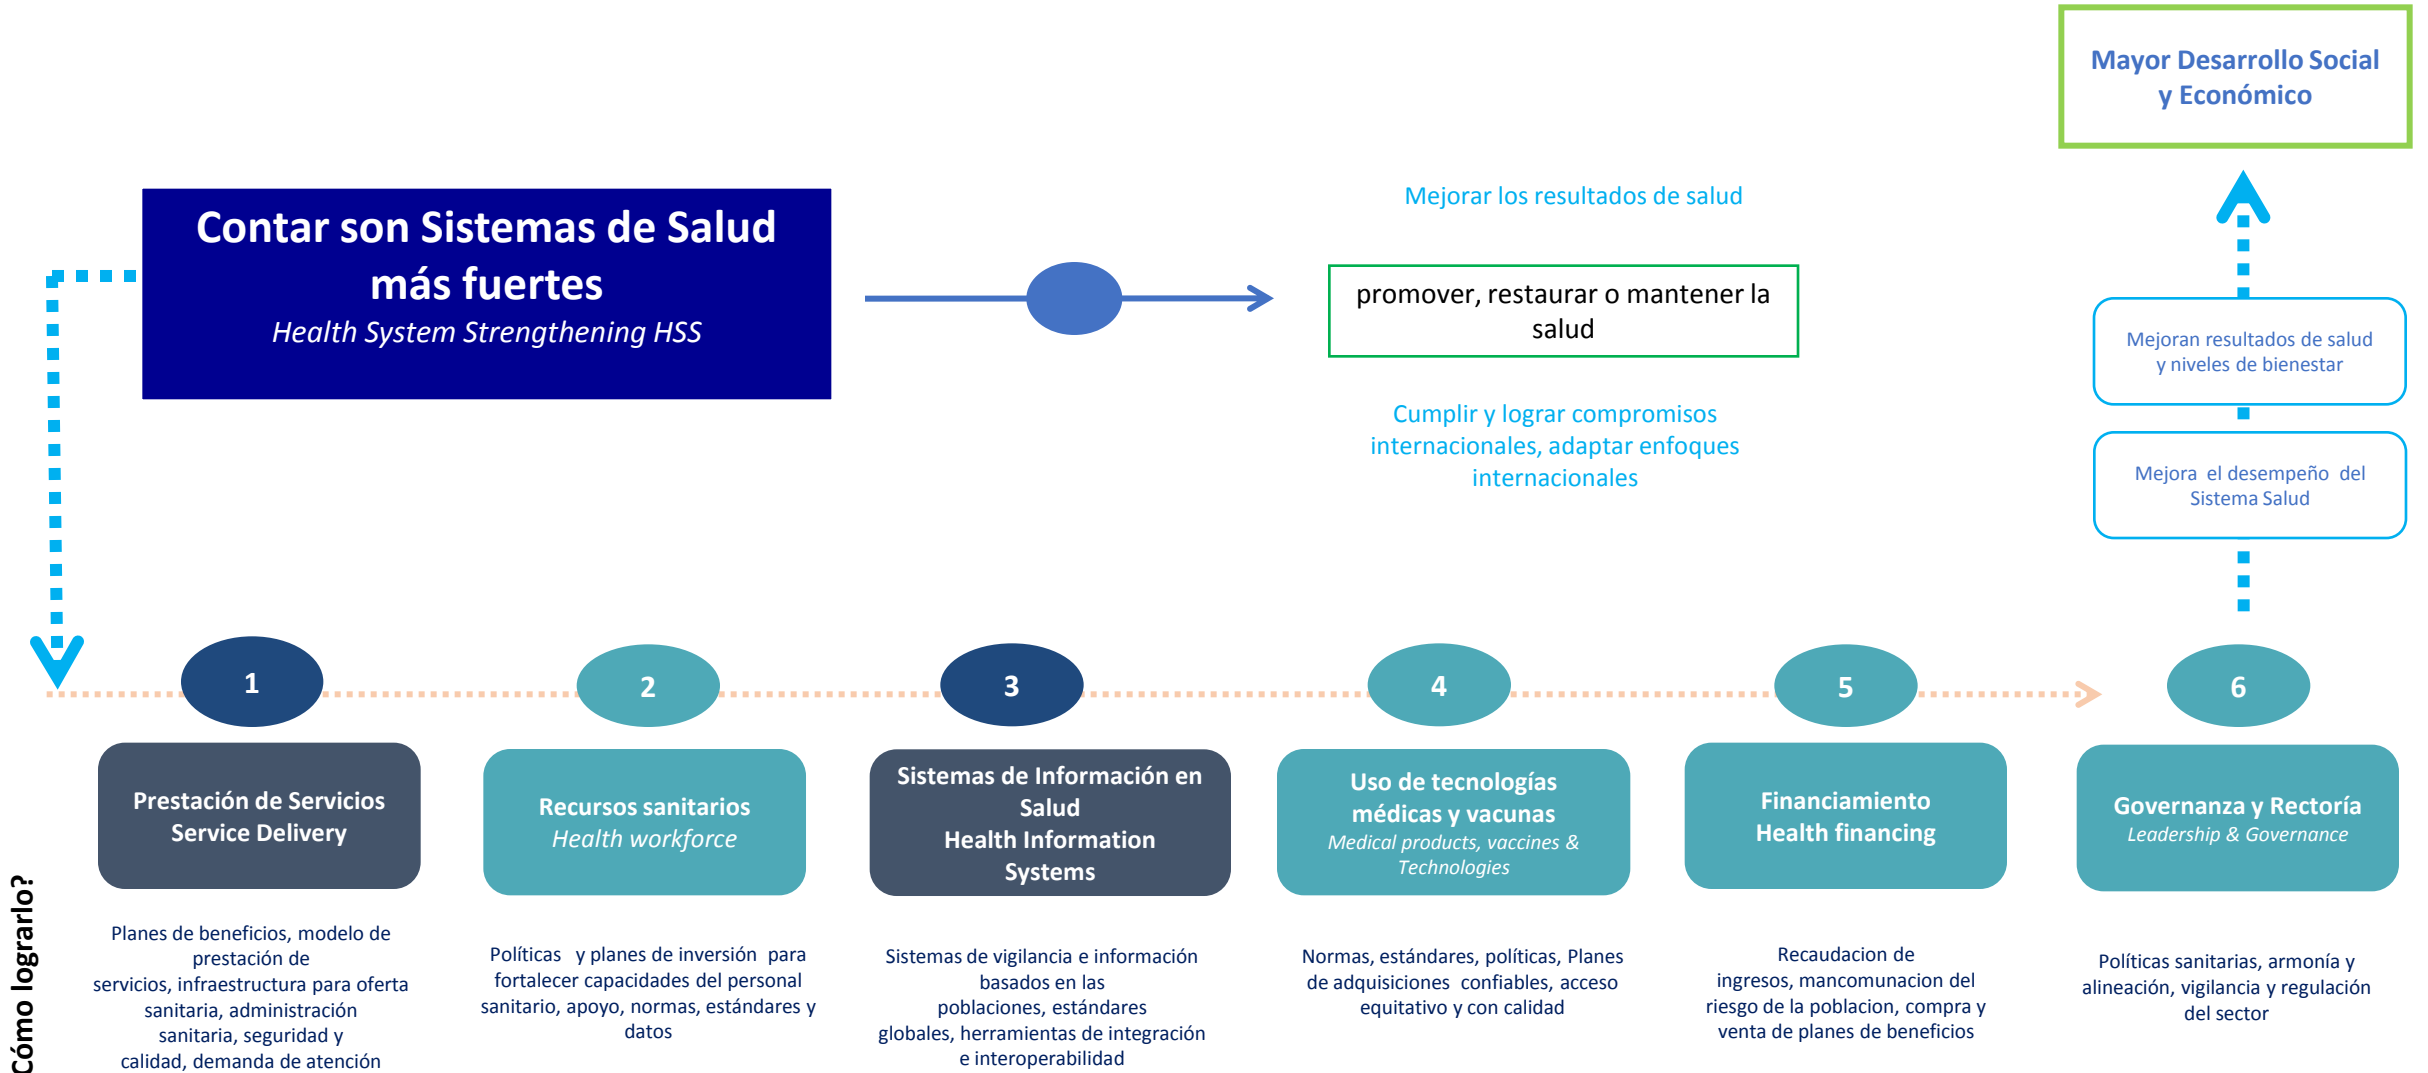 Mayor Desarrollo Social
y Económico
Contar son Sistemas de Salud
más fuertes
Health System Strengthening HSS
Mejorar los resultados de salud
promover, restaurar o mantener la
salud
Cumplir y lograr compromisos
internacionales, adaptar enfoques
internacionales
Mejoran resultados de salud
y niveles de bienestar
Mejora el desempeño del
Sistema Salud
Cómo lograrlo?
1
Prestación de Servicios
Service Delivery
Planes de beneficios, modelo de
prestación de
servicios, infraestructura para oferta
sanitaria, administración
sanitaria, seguridad y
calidad, demanda de atención
2
Recursos sanitarios
Health workforce
Políticas y planes de inversión para
fortalecer capacidades del personal
sanitario, apoyo, normas, estándares y
datos
3
Sistemas de Información en
Salud
Health Information
Systems
Sistemas de vigilancia e información
basados en las
poblaciones, estándares
globales, herramientas de integración
e interoperabilidad
4
Uso de tecnologías
médicas y vacunas
Medical products, vaccines &
Technologies
Normas, estándares, políticas, Planes
de adquisiciones confiables, acceso
equitativo y con calidad
5
Financiamiento
Health financing
Recaudacion de
ingresos, mancomunacion del
riesgo de la poblacion, compra y
venta de planes de beneficios
6
Governanza y Rectoría
Leadership & Governance
Políticas sanitarias, armonía y
alineación, vigilancia y regulación
del sector